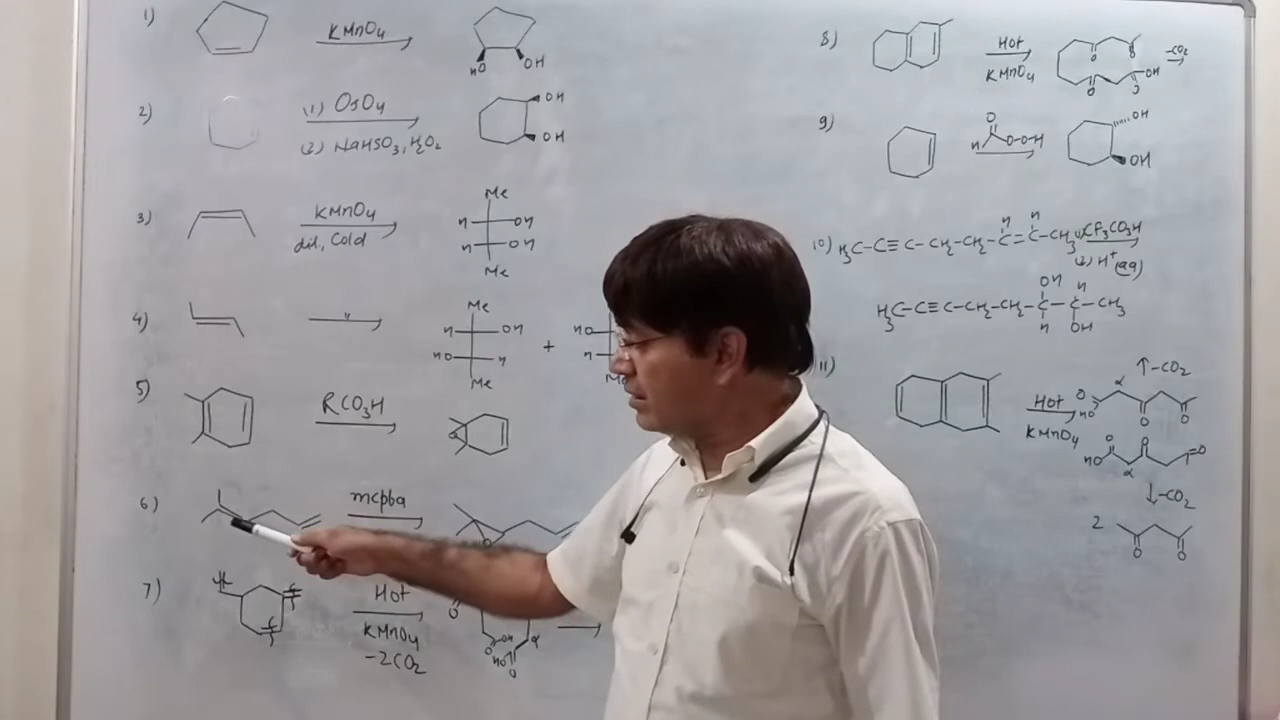 1)
KMnO4
HO OH
2)
(1) OsO4
(2) NaHSO3, H2O2
OH
OH
3)
KMnO4
dil., Cold
Me
H OH
H OH
Me
4)
"
Me
H OH
HO H
Me
+
HO
H
Me
5)
RCO3H
O
6)
mcpba
O
7)
Hot
KMnO4
-2CO2
O
OH
HO
O
α
8)
Hot
KMnO4
O O
O OH
O
-CO2
9)
O
H O-O-H
OH
OH
10) H3C-C≡C-CH2-CH2-C=C-CH3
H H
(1) CF3CO3H
(2) H+ (aq)
OH H
H3C-C≡C-CH2-CH2-C-C-CH3
H OH
11)
Hot
KMnO4
↑-CO2
O α
HO O O
O O
HO α O
↓-CO2
2
O O